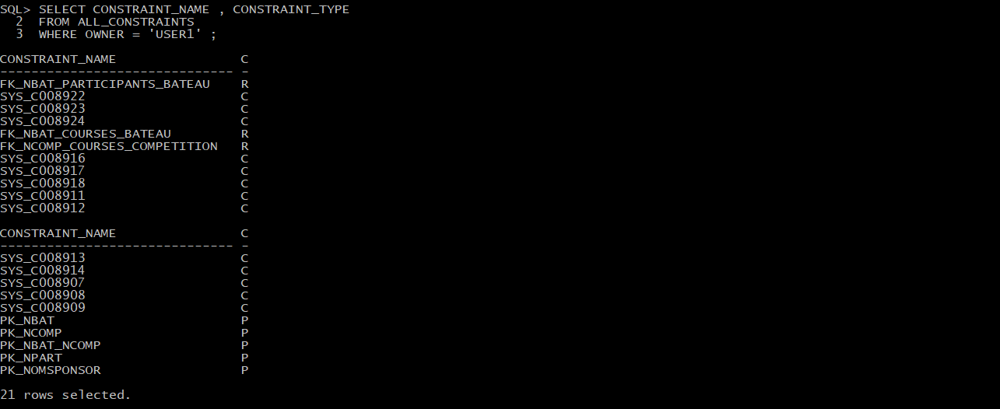 SQL> SELECT CONSTRAINT_NAME , CONSTRAINT_TYPE
  2  FROM ALL_CONSTRAINTS
  3  WHERE OWNER = 'USER1' ;
CONSTRAINT_NAME                C
------------------------------ -
FK_NBAT_PARTICIPANTS_BATEAU    R
SYS_C008922                    C
SYS_C008923                    C
SYS_C008924                    C
FK_NBAT_COURSES_BATEAU         R
FK_NCOMP_COURSES_COMPETITION   R
SYS_C008916                    C
SYS_C008917                    C
SYS_C008918                    C
SYS_C008911                    C
SYS_C008912                    C
CONSTRAINT_NAME                C
------------------------------ -
SYS_C008913                    C
SYS_C008914                    C
SYS_C008907                    C
SYS_C008908                    C
SYS_C008909                    C
PK_NBAT                        P
PK_NCOMP                       P
PK_NBAT_NCOMP                  P
PK_NPART                       P
PK_NOMSPONSOR                  P
21 rows selected.